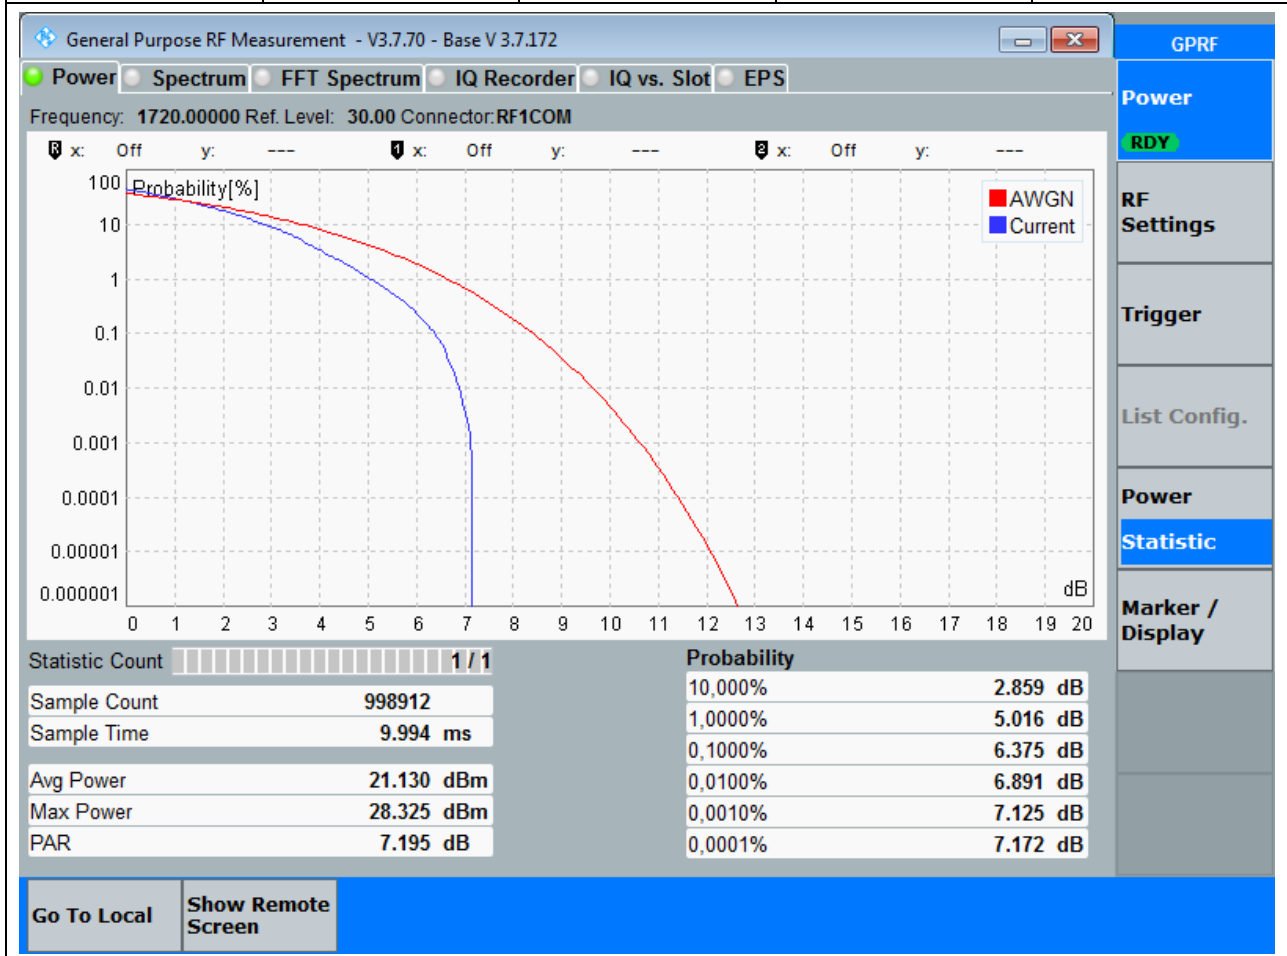 General Purpose RF Measurement - V3.7.70 - Base V 3.7.172
GPRF
Power Spectrum FFT Spectrum IQ Recorder IQ vs. Slot EPS
Frequency: 1720.00000 Ref. Level: 30.00 Connector:RF1COM
R x: Off y: --- 1 x: Off y: --- 2 x: Off y: ---
Probability[%]
AWGN
Current
100
10
1
0.1
0.01
0.001
0.0001
0.00001
0.000001
dB
0 1 2 3 4 5 6 7 8 9 10 11 12 13 14 15 16 17 18 19 20
Statistic Count 1 / 1
Sample Count 998912
Sample Time 9.994 ms
Avg Power 21.130 dBm
Max Power 28.325 dBm
PAR 7.195 dB
Probability
10,000% 2.859 dB
1,0000% 5.016 dB
0,1000% 6.375 dB
0,0100% 6.891 dB
0,0010% 7.125 dB
0,0001% 7.172 dB
Power
RDY
RF
Settings
Trigger
List Config.
Power
Statistic
Marker /
Display
Go To Local
Show Remote
Screen